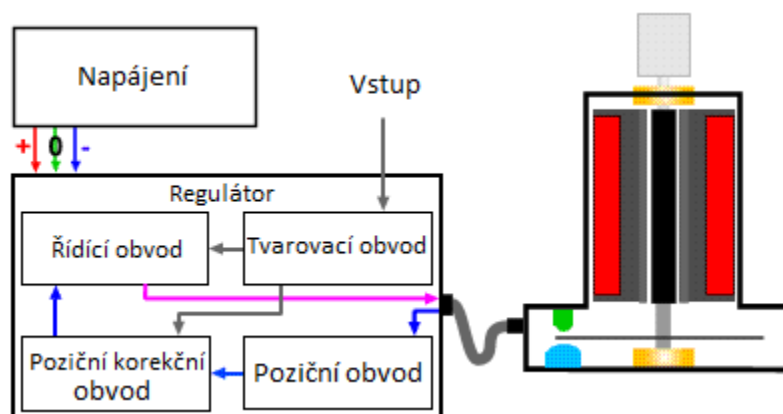 Napájení
Vstup
+ 0 -
Regulátor
Řídící obvod
Tvarovací obvod
Poziční korekční
obvod
Poziční obvod